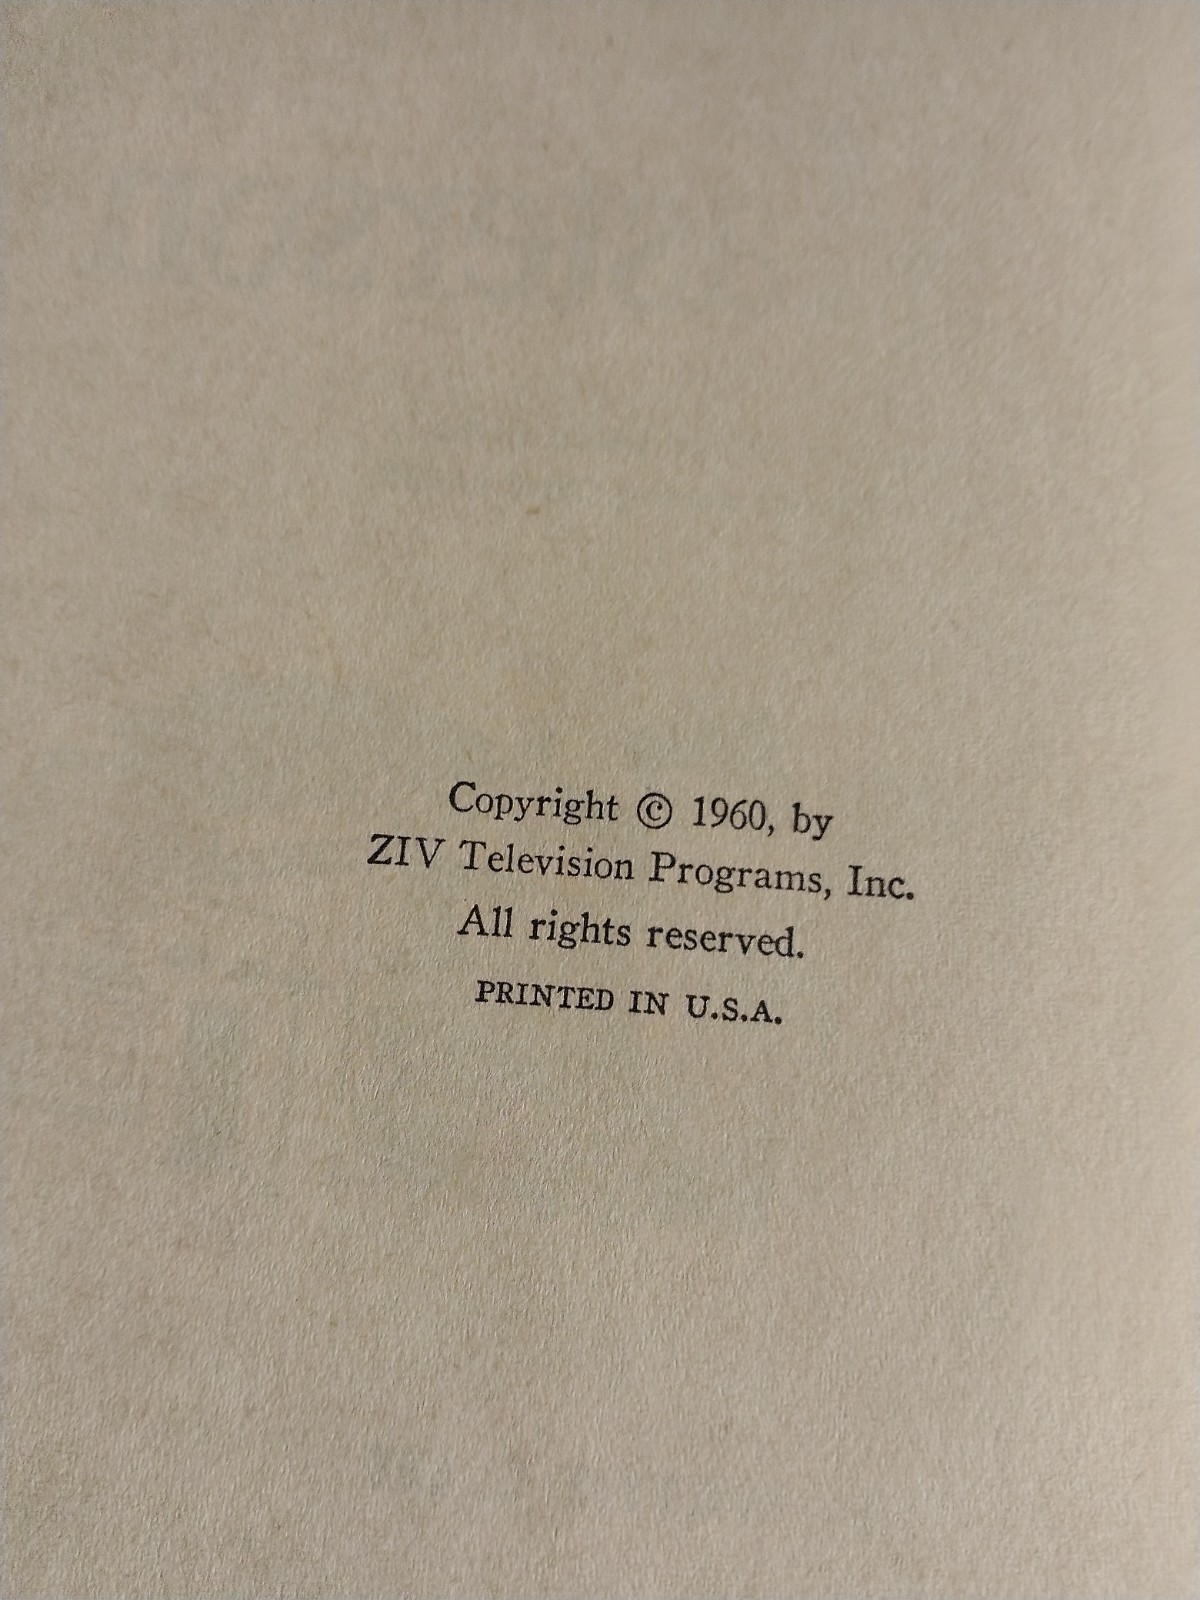 Copyright © 1960, by
ZIV Television Programs, Inc.
All rights reserved.
PRINTED IN U.S.A.